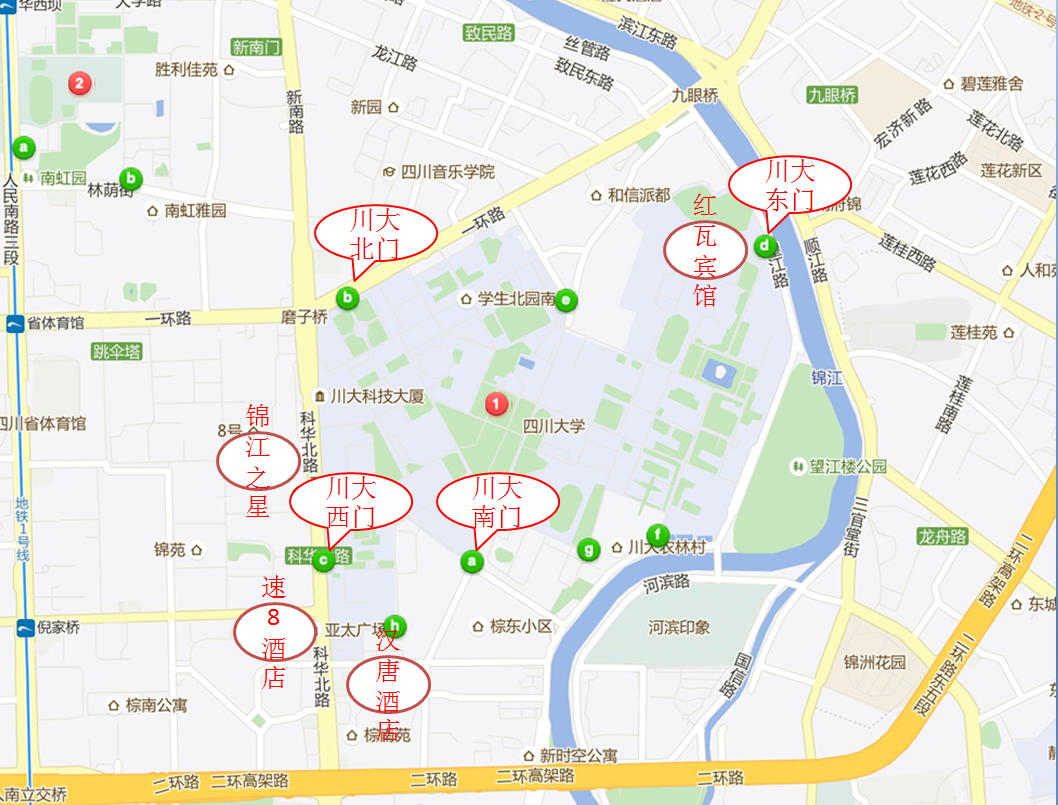 华西坝
大学路
新南门
致民路
滨江东路
地铁2号
胜利佳苑
龙江路
丝管路
致民东路
2
新园
新南路
九眼桥
九眼桥
碧莲雅舍
宏济新路
莲花北路
a
南虹园
b
林荫街
四川音乐学院
莲花西路
莲花新区
川大
东门
人民南路三段
南虹雅园
和信派都
红
瓦
宾
馆
川大
北门
一环路
d
顺江路
莲桂西路
b
学生北园南
e
人和
省体育馆
一环路
磨子桥
莲桂苑
跳伞塔
锦江
川大科技大厦
1
四川大学
莲桂南路
四川省体育馆
8号
锦
江
之
星
科华北路
望江楼公园
川大
西门
川大
南门
地铁1号线
三官堂街
锦苑
c
a
g
f
川大农林村
龙舟路
二环高架路
河滨路
速
8
酒
店
倪家桥
亚太广场
h
汉
唐
酒
店
棕东小区
河滨印象
东城
锦洲花园
科华北路
国信路
二环路东五段
棕南公寓
棕南苑
新时空公寓
二环路
二环高架路
二环路
二环高架路
二环路
人南立交桥